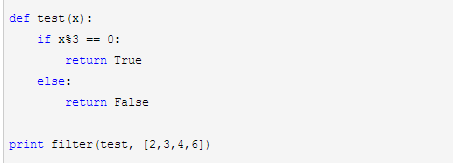 def test(x):
    if x%3 == 0:
        return True
    else:
        return False
print filter(test, [2,3,4,6])